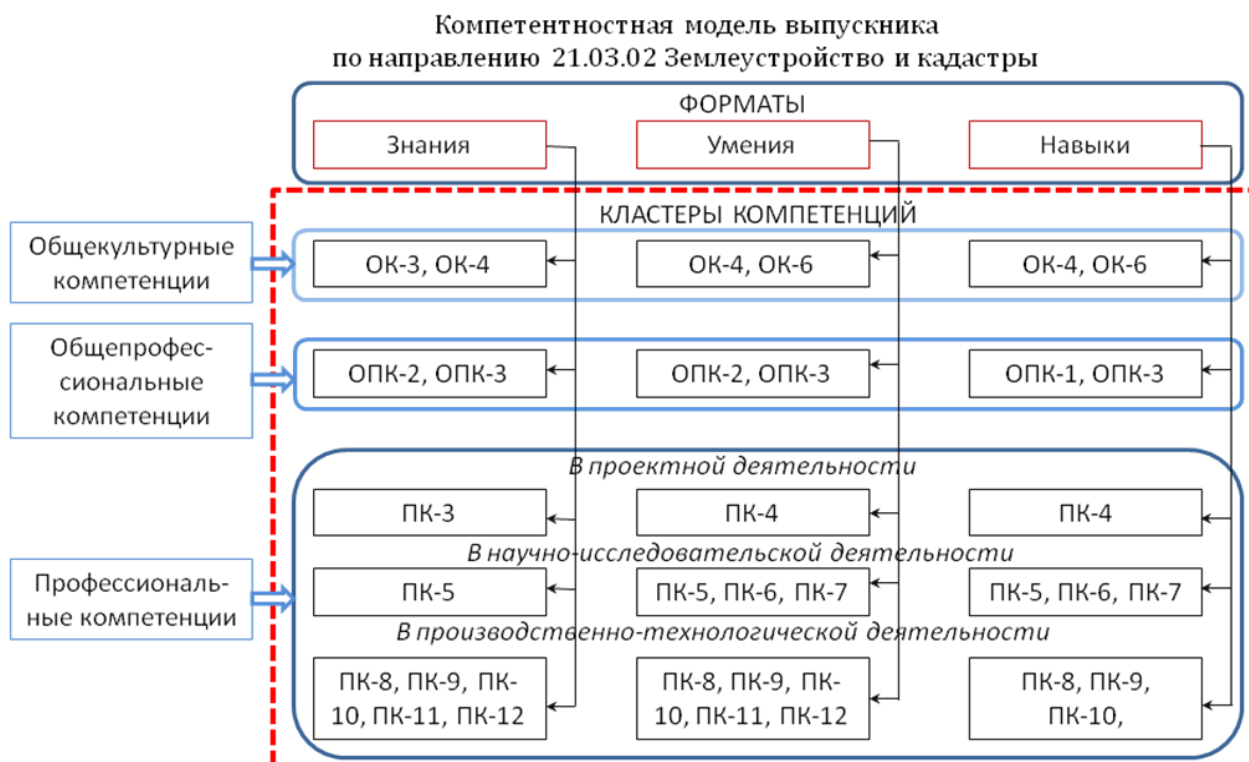 Компетентностная модель выпускника
по направлению 21.03.02 Землеустройство и кадастры
ФОРМАТЫ
Знания
Умения
Навыки
КЛАСТЕРЫ КОМПЕТЕНЦИЙ
Общекультурные
компетенции
ОК-3, ОК-4
ОК-4, ОК-6
ОК-4, ОК-6
Общепрофес-
сиональные
компетенции
ОПК-2, ОПК-3
ОПК-2, ОПК-3
ОПК-1, ОПК-3
Профессиональ-
ные компетенции
В проектной деятельности
ПК-3
ПК-4
ПК-4
В научно-исследовательской деятельности
ПК-5
ПК-5, ПК-6, ПК-7
ПК-5, ПК-6, ПК-7
В производственно-технологической деятельности
ПК-8, ПК-9, ПК-
10, ПК-11, ПК-12
ПК-8, ПК-9, ПК-
10, ПК-11, ПК-12
ПК-8, ПК-9,
ПК-10,